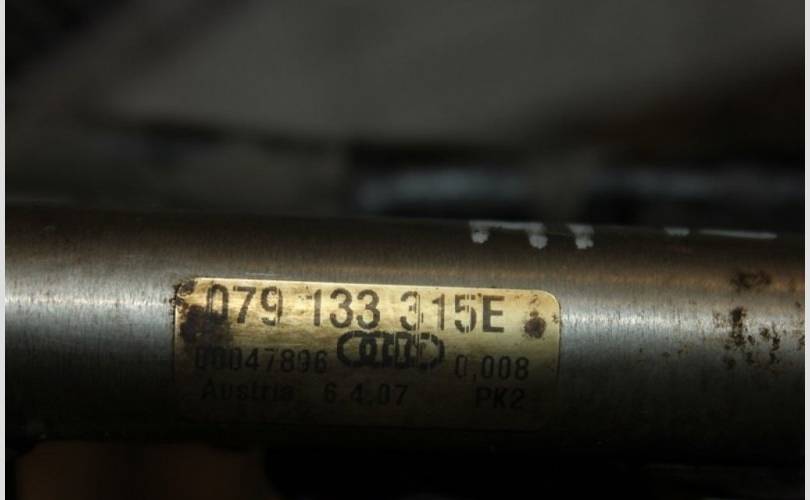 079 133 315E
00047896 0,008
Austria 6.4.07 PK2